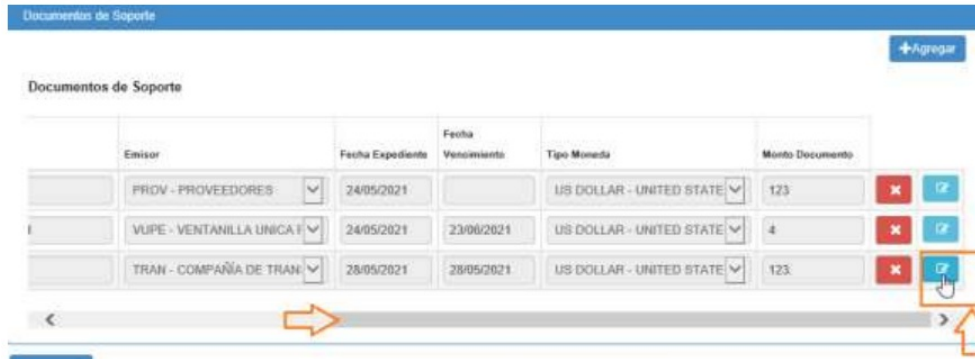 Documentos de Soporte
+Agregar
Documentos de Soporte
Emisor Fecha Expediente Fecha Vencimiento Tipo Moneda Monto Documento
PROV - PROVEEDORES 24/05/2021 US DOLLAR - UNITED STATE 123
VUPE - VENTANILLA UNICA 24/05/2021 23/06/2021 US DOLLAR - UNITED STATE 4
TRAN - COMPAÑÍA DE TRAN 28/05/2021 28/05/2021 US DOLLAR - UNITED STATE 123